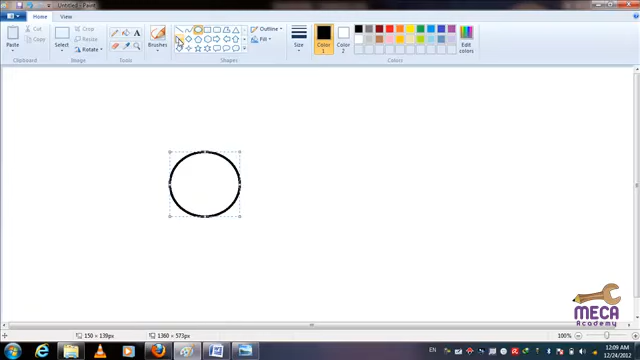 Untitled - Paint
Home
View
Paste
Cut
Copy
Clipboard
Select
Crop
Resize
Rotate
Image
Tools
Brushes
Shapes
Outline
Fill
Size
Color 1
Color 2
Edit colors
Colors
MECA
Academy
150 × 139px
1360 × 573px
100%
EN
12:09 AM
12/24/2012